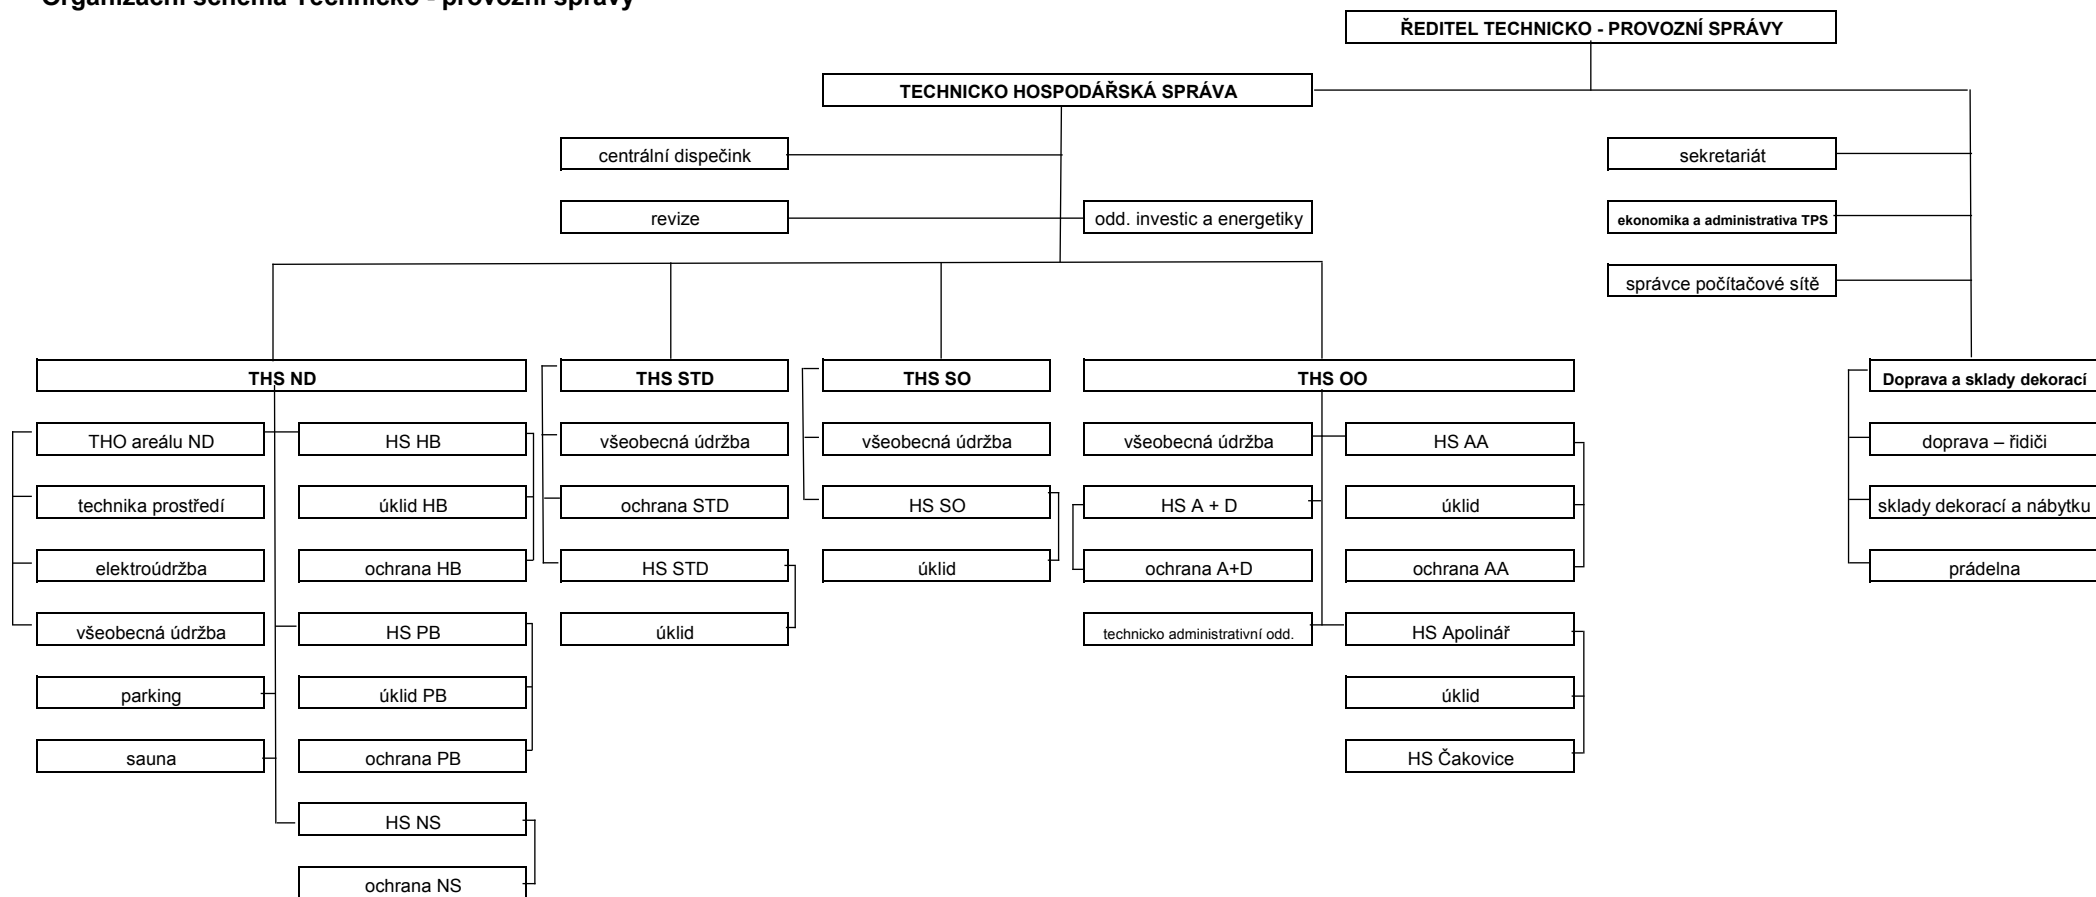 Organizační schéma Technicko - provozní správy
ŘEDITEL TECHNICKO - PROVOZNÍ SPRÁVY
TECHNICKO HOSPODÁŘSKÁ SPRÁVA
centrální dispečink
sekretariát
revize
odd. investic a energetiky
ekonomika a administrativa TPS
správce počítačové sítě
THS ND
THS STD
THS SO
THS OO
Doprava a sklady dekorací
THO areálu ND
HS HB
všeobecná údržba
všeobecná údržba
všeobecná údržba
HS AA
doprava – řidiči
technika prostředí
úklid HB
ochrana STD
HS SO
HS A + D
úklid
sklady dekorací a nábytku
elektroúdržba
ochrana HB
HS STD
úklid
ochrana A+D
ochrana AA
prádelna
všeobecná údržba
HS PB
úklid
technicko administrativní odd.
HS Apolinář
parking
úklid PB
úklid
sauna
ochrana PB
HS Čakovice
HS NS
ochrana NS